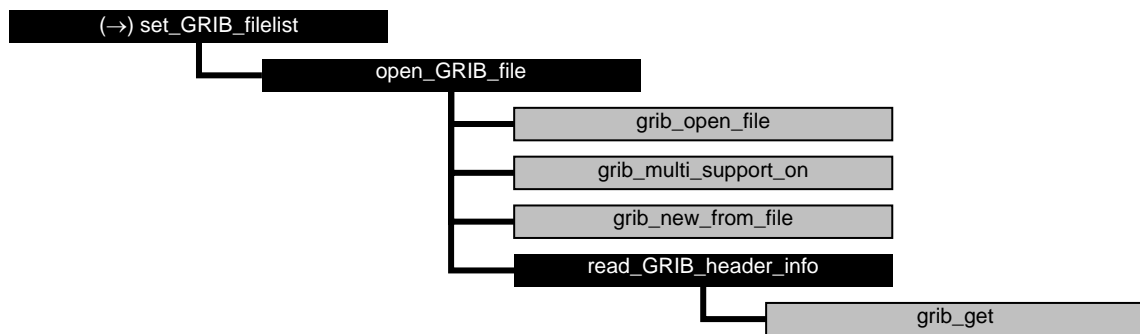 (→) set_GRIB_filelist
open_GRIB_file
grib_open_file
grib_multi_support_on
grib_new_from_file
read_GRIB_header_info
grib_get